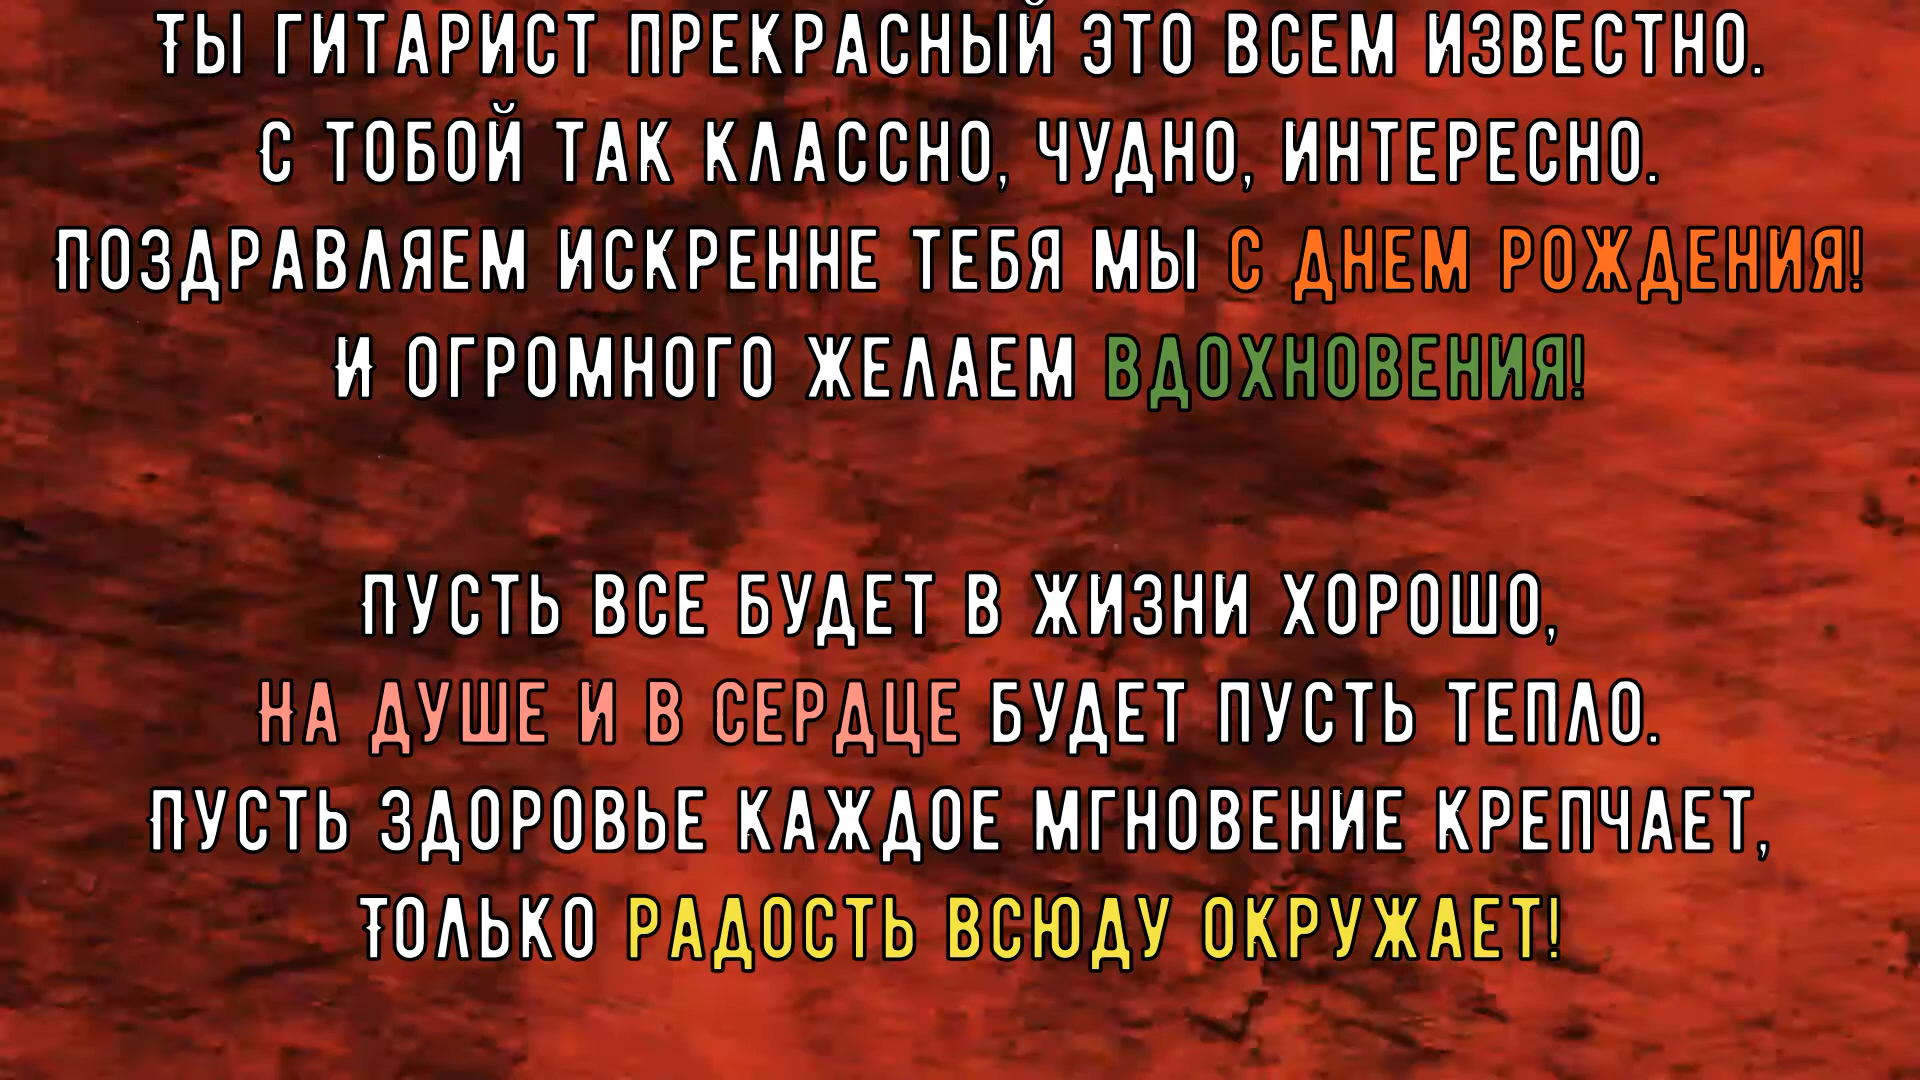 ТЫ ГИТАРИСТ ПРЕКРАСНЫЙ ЭТО ВСЕМ ИЗВЕСТНО.
С ТОБОЙ ТАК КЛАССНО, ЧУДНО, ИНТЕРЕСНО.
ПОЗДРАВЛЯЕМ ИСКРЕННЕ ТЕБЯ МЫ С ДНЕМ РОЖДЕНИЯ!
И ОГРОМНОГО ЖЕЛАЕМ ВДОХНОВЕНИЯ!
ПУСТЬ ВСЕ БУДЕТ В ЖИЗНИ ХОРОШО,
НА ДУШЕ И В СЕРДЦЕ БУДЕТ ПУСТЬ ТЕПЛО.
ПУСТЬ ЗДОРОВЬЕ КАЖДОЕ МГНОВЕНИЕ КРЕПЧАЕТ,
ТОЛЬКО РАДОСТЬ ВСЮДУ ОКРУЖАЕТ!